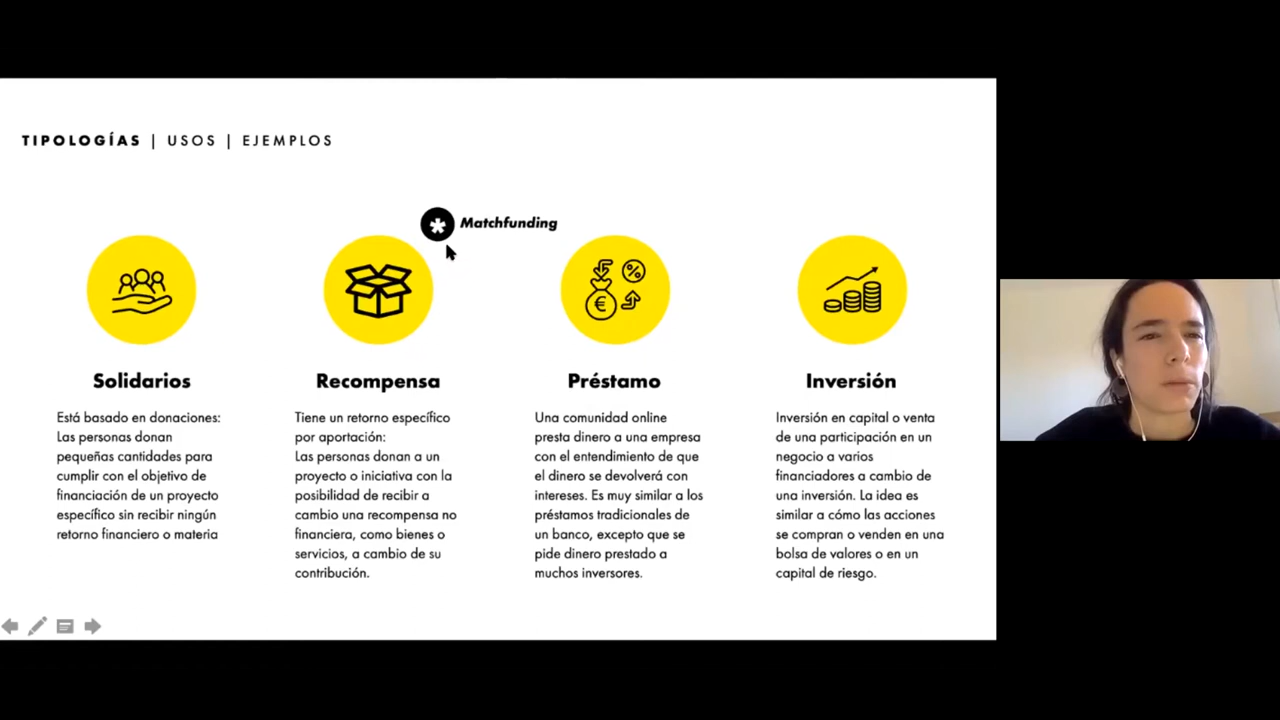 TIPOLOGÍAS | USOS | EJEMPLOS
* Matchfunding
Solidarios
Está basado en donaciones:
Las personas donan
pequeñas cantidades para
cumplir con el objetivo de
financiación de un proyecto
específico sin recibir ningún
retorno financiero o materia
Recompensa
Tiene un retorno específico
por aportación:
Las personas donan a un
proyecto o iniciativa con la
posibilidad de recibir a
cambio una recompensa no
financiera, como bienes o
servicios, a cambio de su
contribución.
Préstamo
Una comunidad online
presta dinero a una empresa
con el entendimiento de que
el dinero se devolverá con
intereses. Es muy similar a los
préstamos tradicionales de
un banco, excepto que se
pide dinero prestado a
muchos inversores.
Inversión
Inversión en capital o venta
de una participación en un
negocio a varios
financiadores a cambio de
una inversión. La idea es
similar a cómo las acciones
se compran o venden en una
bolsa de valores o en un
capital de riesgo.